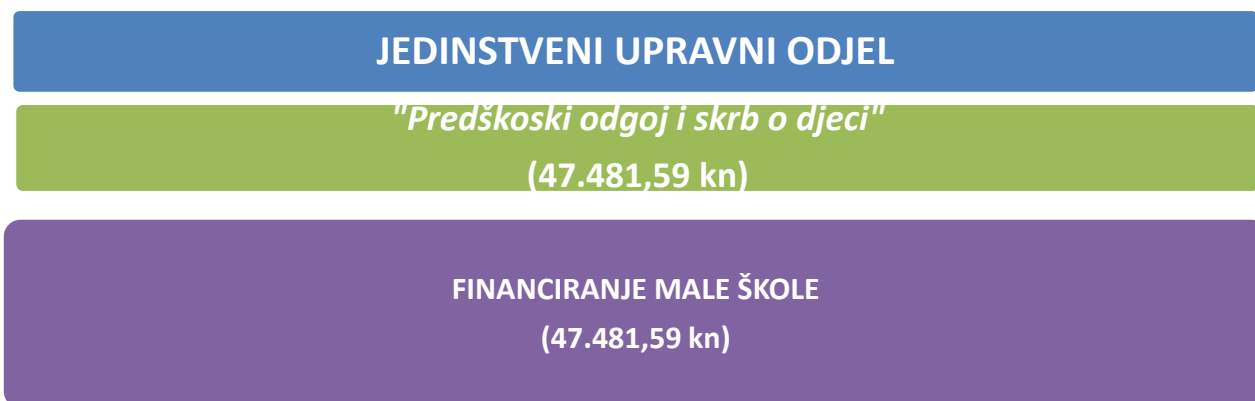 JEDINSTVENI UPRAVNI ODJEL
"Predškoski odgoj i skrb o djeci"
(47.481,59 kn)
FINANCIRANJE MALE ŠKOLE
(47.481,59 kn)